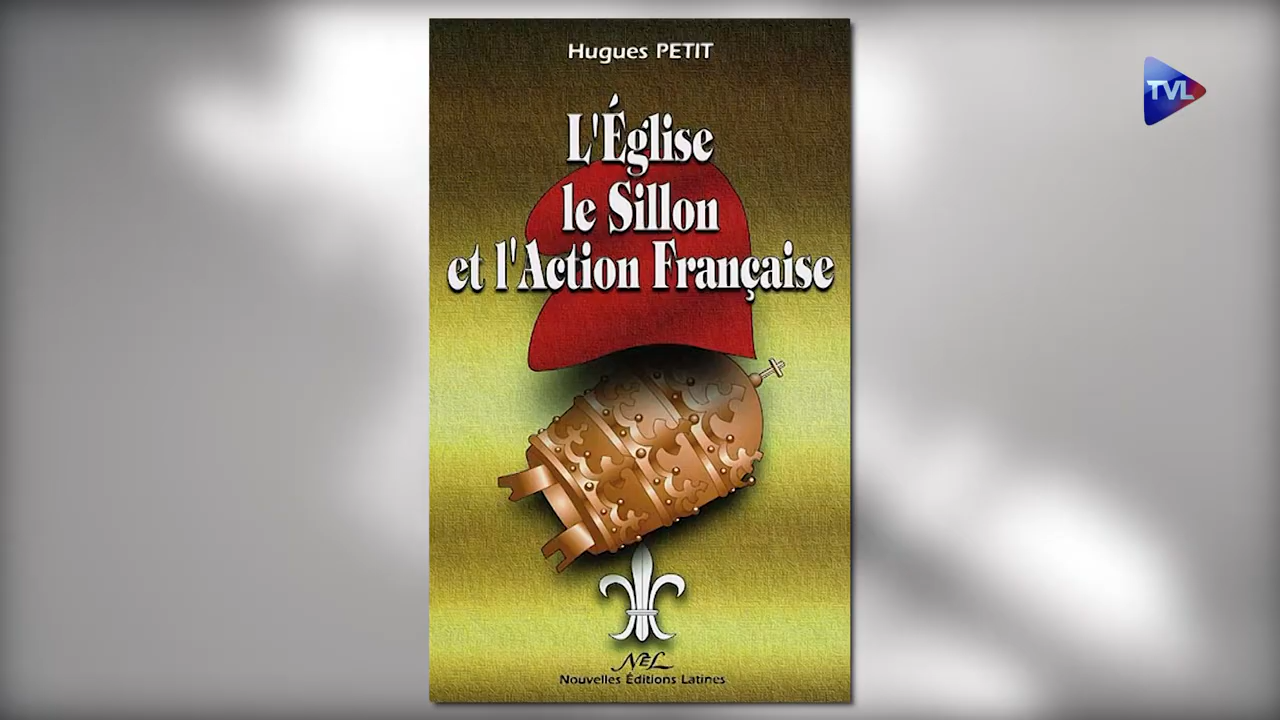 Hugues PETIT
TVL
L'Église
le Sillon
et l'Action Française
NEL
Nouvelles Éditions Latines